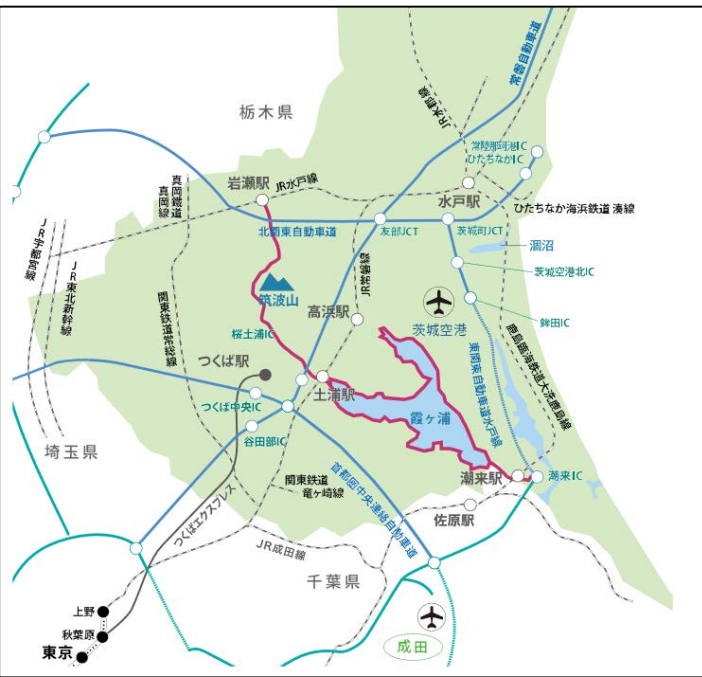 栃木県
常磐自動車道
JR水郡線
常陸那珂港IC
ひたちなかIC
岩瀬駅
JR水戸線
真岡鐵道
真岡線
水戸駅
ひたちなか海浜鉄道 湊線
北関東自動車道
友部JCT
茨城町JCT
JR宇都宮線
JR東北新幹線
涸沼
茨城空港北IC
JR常磐線
筑波山
関東鉄道常総線
高浜駅
茨城空港
鉾田IC
桜土浦IC
鹿島臨海鉄道大洗鹿島線
東関東自動車道水戸線
つくば駅
土浦駅
つくば中央IC
霞ヶ浦
谷田部IC
埼玉県
潮来駅
潮来IC
関東鉄道
竜ヶ崎線
首都圏中央連絡自動車道
佐原駅
つくばエクスプレス
JR成田線
千葉県
上野
秋葉原
東京
成田